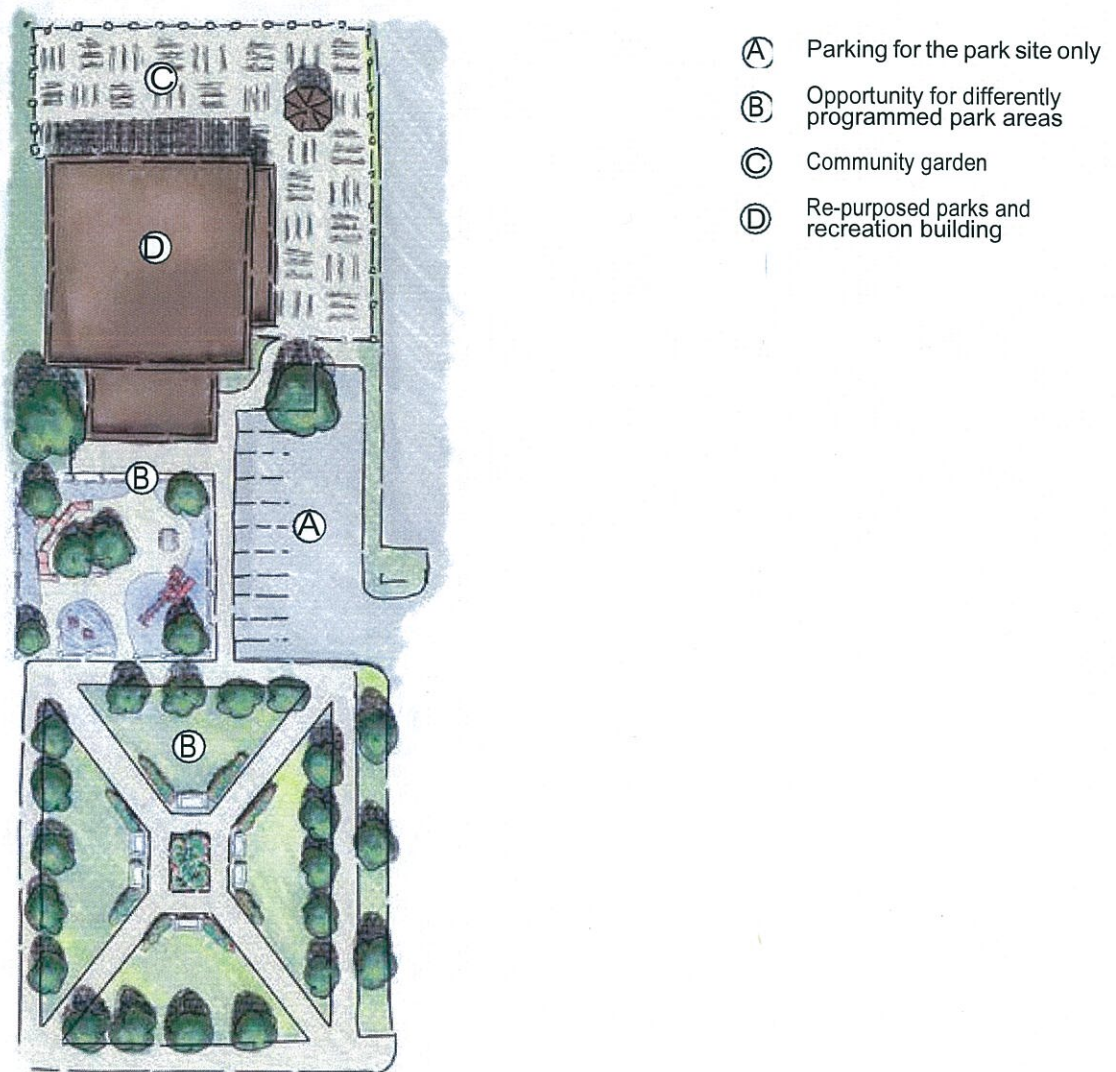 A Parking for the park site only
B Opportunity for differently
programmed park areas
C Community garden
D Re-purposed parks and
recreation building
C
D
B
A
B